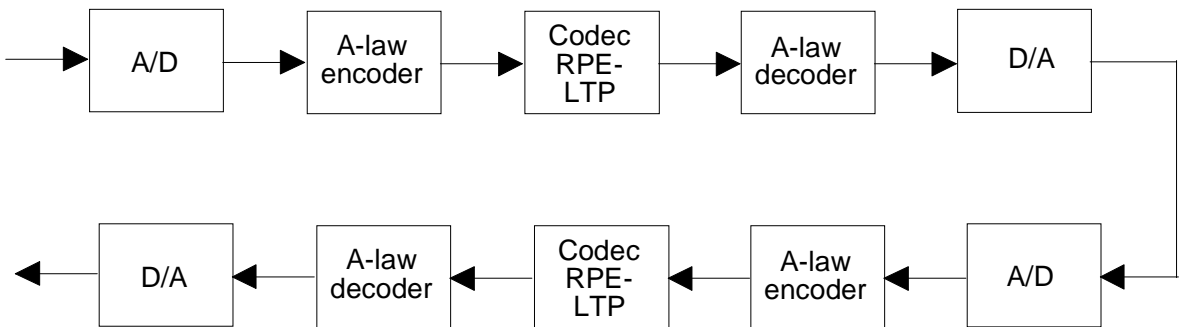 A/D
A-law
encoder
Codec
RPE-
LTP
A-law
decoder
D/A
D/A
A-law
decoder
Codec
RPE-
LTP
A-law
encoder
A/D